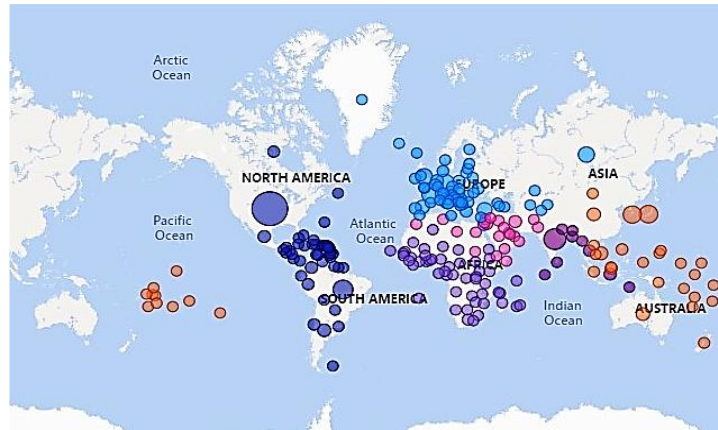 Arctic
Ocean
NORTH AMERICA
EUROPE
ASIA
Pacific
Ocean
Atlantic
Ocean
AFRICA
SOUTH AMERICA
Indian
Ocean
AUSTRALIA